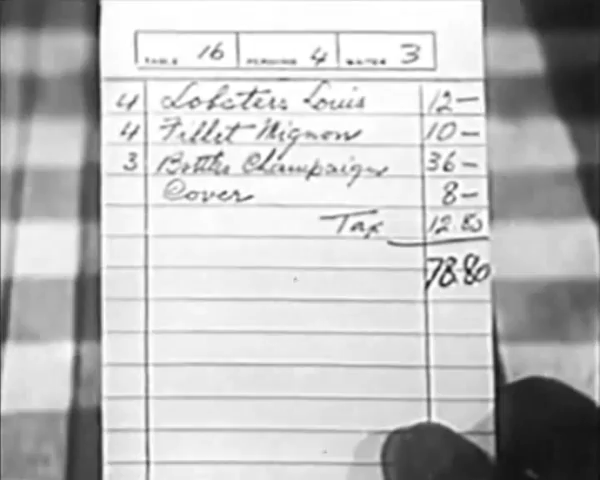 TABLE 16 PERSONS 4 WAITER 3
4 Lobsters Louis 12—
4 Fillet Mignon 10—
3 Bottles Champaign 36—
Cover 8—
Tax 12.80
78.80